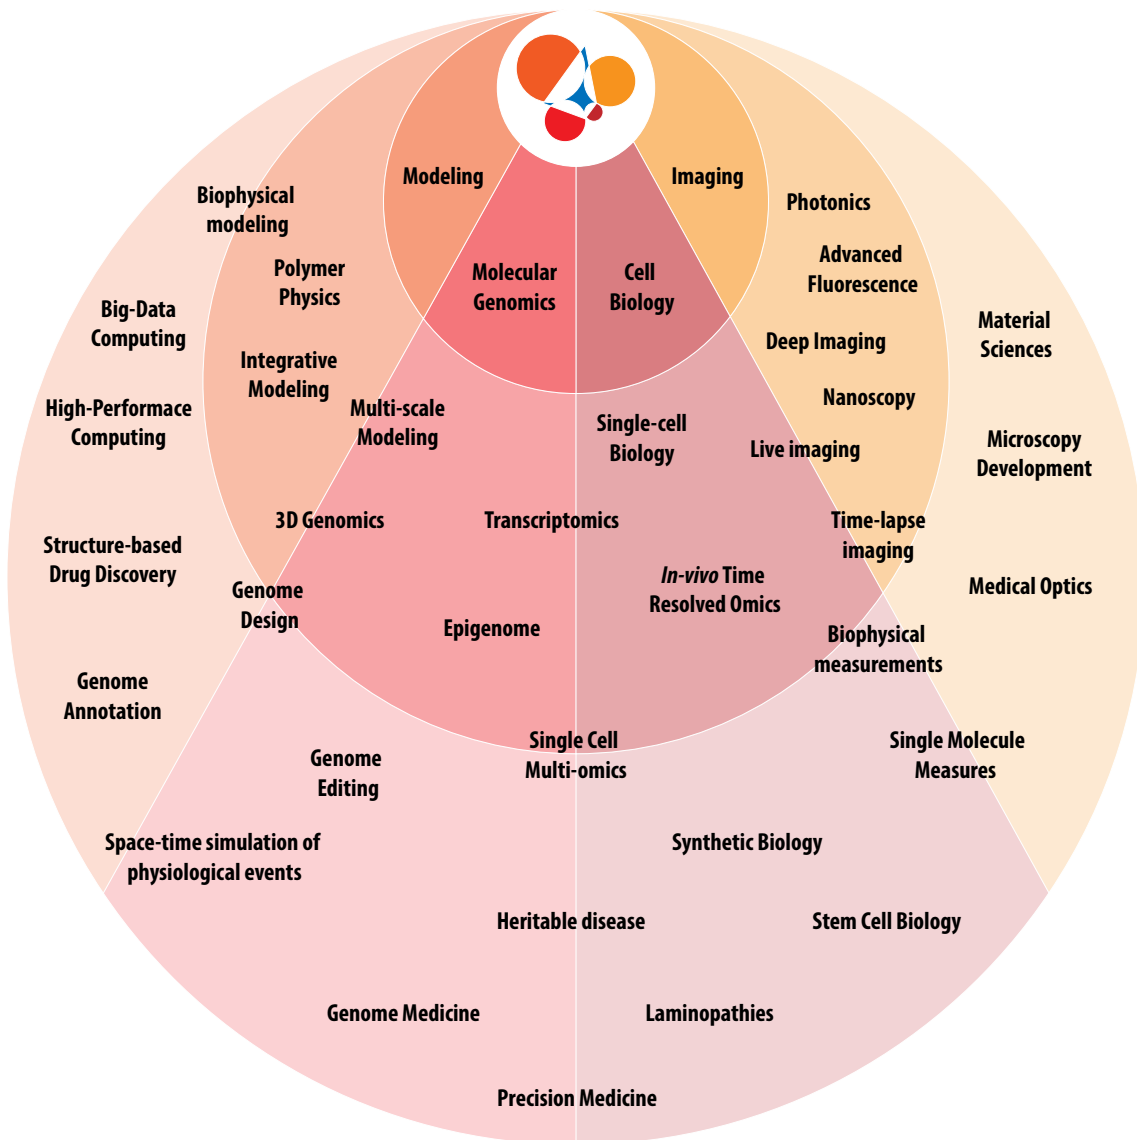 Modeling
Imaging
Molecular
Genomics
Cell
Biology
Biophysical
modeling
Polymer
Physics
Integrative
Modeling
Multi-scale
Modeling
3D Genomics
Genome
Design
Transcriptomics
Epigenome
Single-cell
Biology
In-vivo Time
Resolved Omics
Single Cell
Multi-omics
Photonics
Advanced
Fluorescence
Deep Imaging
Nanoscopy
Live imaging
Time-lapse
imaging
Biophysical
measurements
Big-Data
Computing
High-Performace
Computing
Structure-based
Drug Discovery
Genome
Annotation
Material
Sciences
Microscopy
Development
Medical Optics
Single Molecule
Measures
Genome
Editing
Space-time simulation of
physiological events
Synthetic Biology
Heritable disease
Stem Cell Biology
Genome Medicine
Laminopathies
Precision Medicine